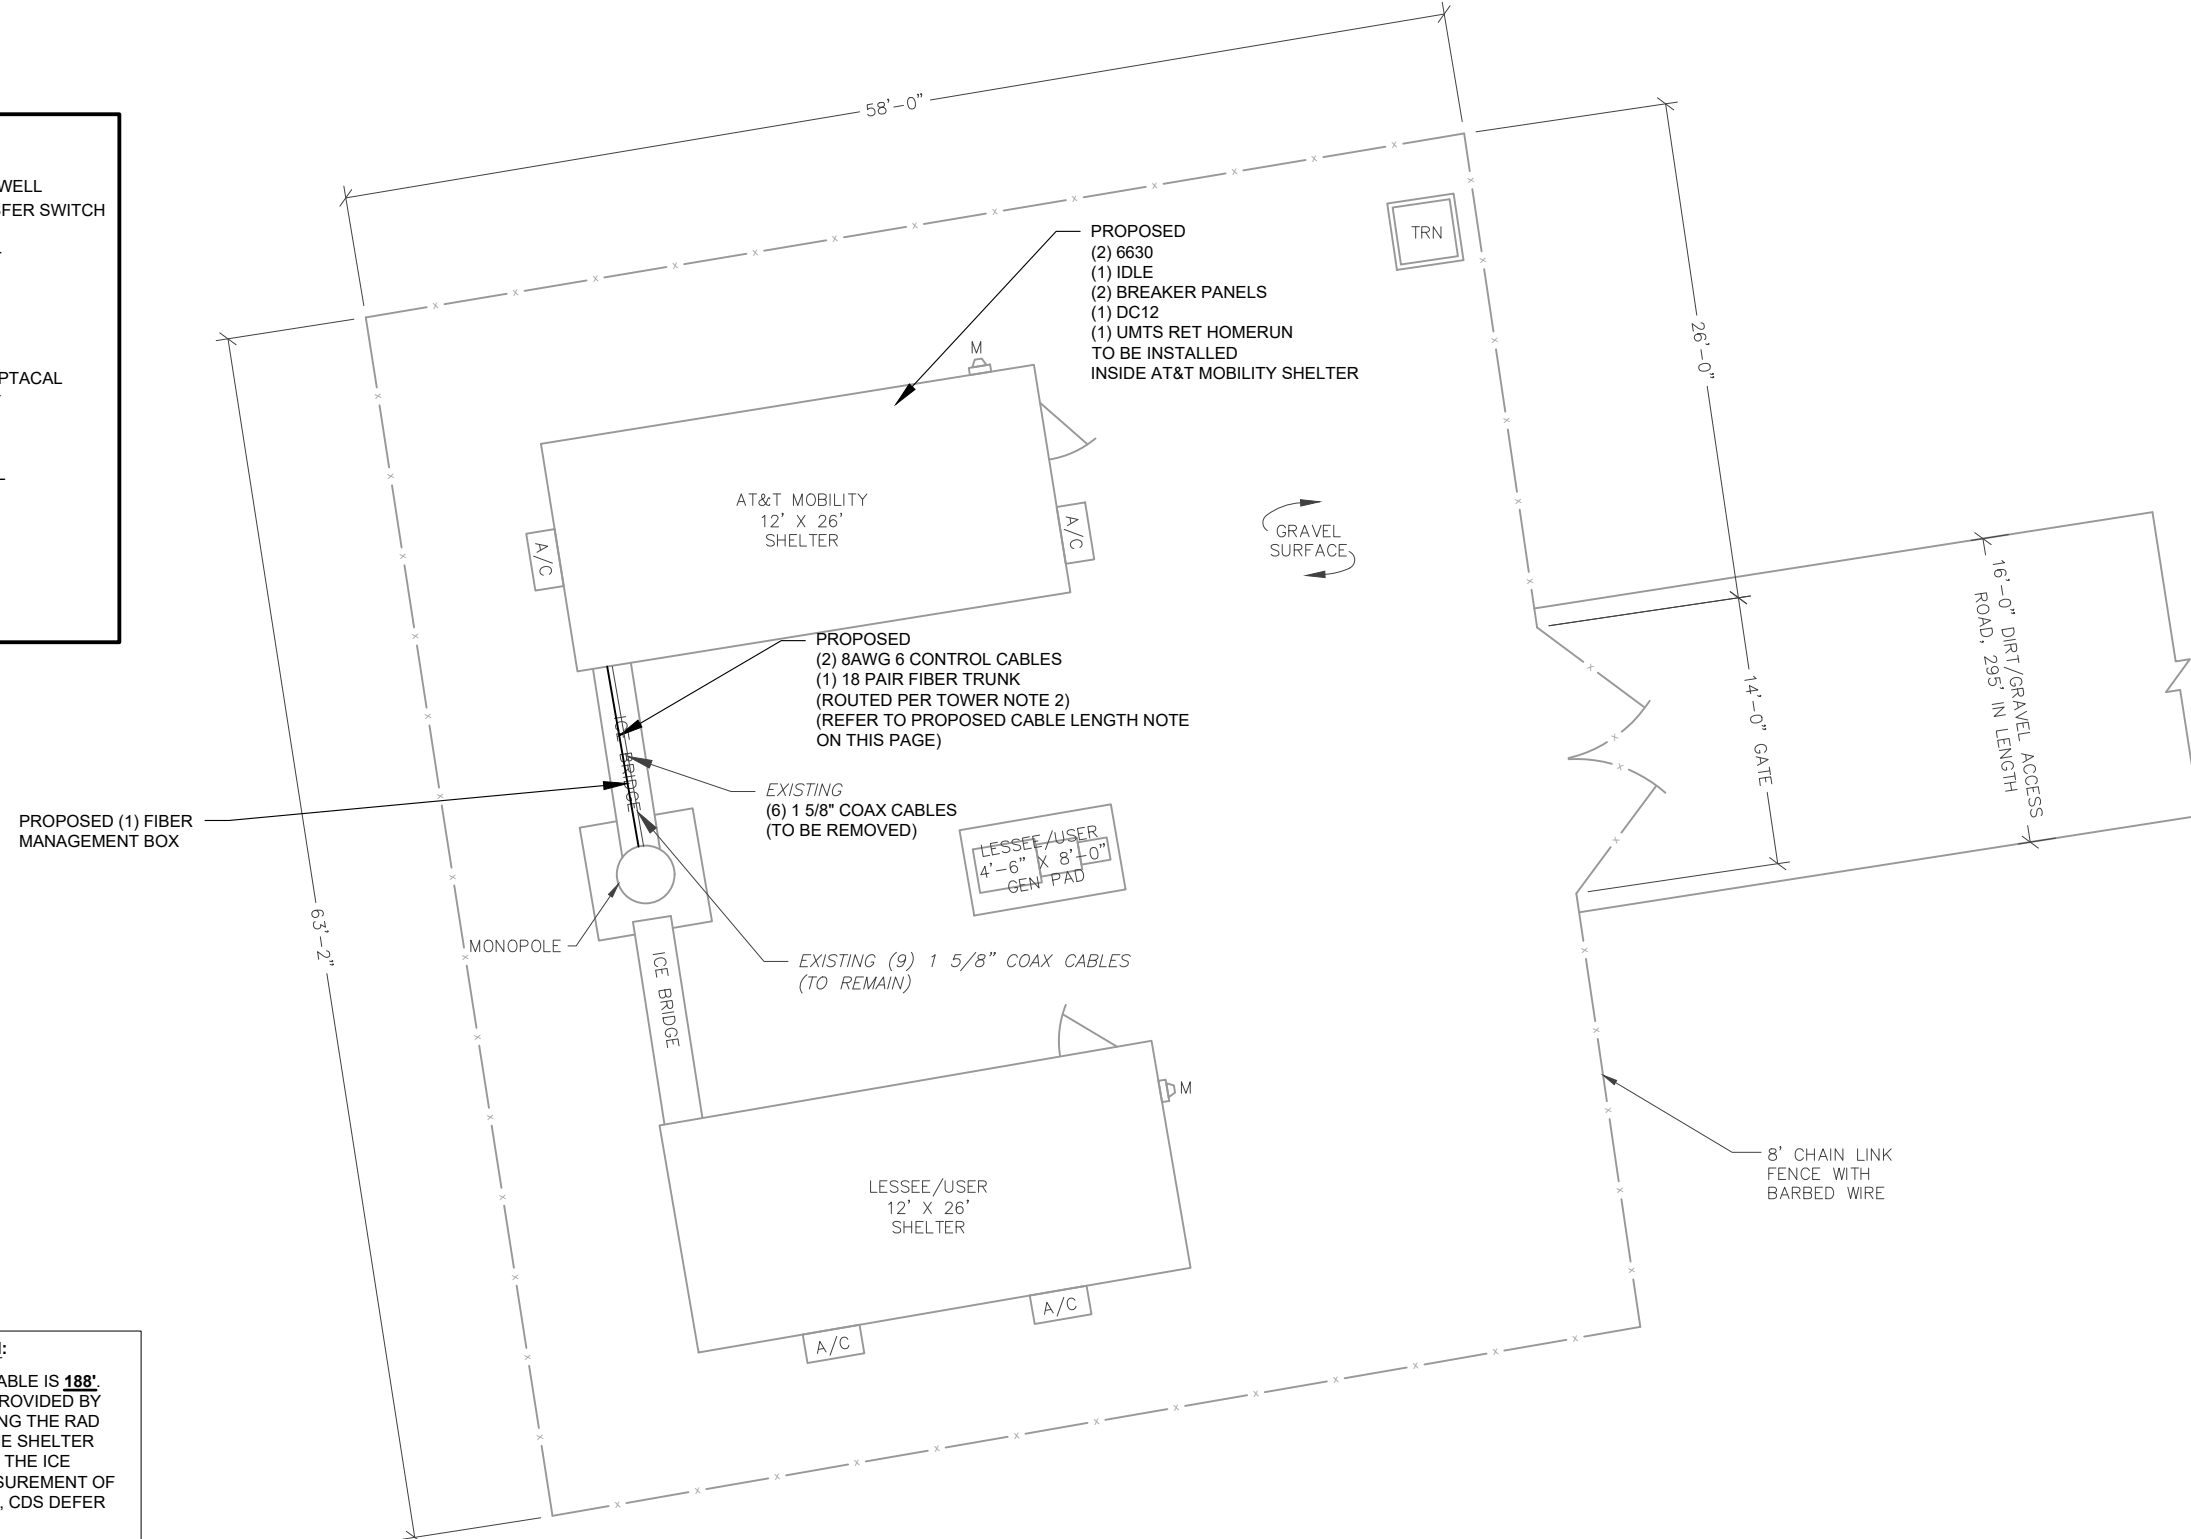 58'-0"
WELL
FER SWITCH
PTACAL
PROPOSED
(2) 6630
(1) IDLE
(2) BREAKER PANELS
(1) DC12
(1) UMTS RET HOMERUN
TO BE INSTALLED
INSIDE AT&T MOBILITY SHELTER
TRN
26'-0"
M
AT&T MOBILITY
12' X 26'
SHELTER
A/C
A/C
GRAVEL
SURFACE
16'-0" DIRT/GRAVEL ACCESS
ROAD, 295' IN LENGTH
14'-0" GATE
PROPOSED
(2) 8AWG 6 CONTROL CABLES
(1) 18 PAIR FIBER TRUNK
(ROUTED PER TOWER NOTE 2)
(REFER TO PROPOSED CABLE LENGTH NOTE
ON THIS PAGE)
ICE BRIDGE
EXISTING
(6) 1 5/8" COAX CABLES
(TO BE REMOVED)
PROPOSED (1) FIBER
MANAGEMENT BOX
LESSEE/USER
4'-6" X 8'-0"
GEN PAD
63'-2"
MONOPOLE
EXISTING (9) 1 5/8" COAX CABLES
(TO REMAIN)
ICE BRIDGE
M
LESSEE/USER
12' X 26'
SHELTER
8' CHAIN LINK
FENCE WITH
BARBED WIRE
A/C
A/C
ABLE IS 188'.
ROVIDED BY
NG THE RAD
E SHELTER
THE ICE
SUREMENT OF
, CDS DEFER